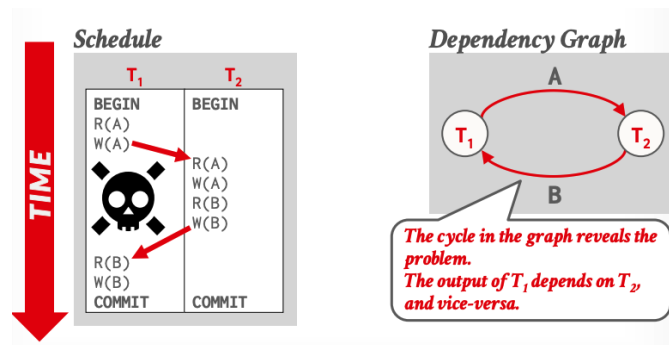 Schedule
T1 T2
BEGIN BEGIN
R(A)
W(A)
R(A)
W(A)
R(B)
W(B)
R(B)
W(B)
COMMIT COMMIT
TIME
Dependency Graph
A
T1 T2
B
The cycle in the graph reveals the
problem.
The output of T1 depends on T2,
and vice-versa.